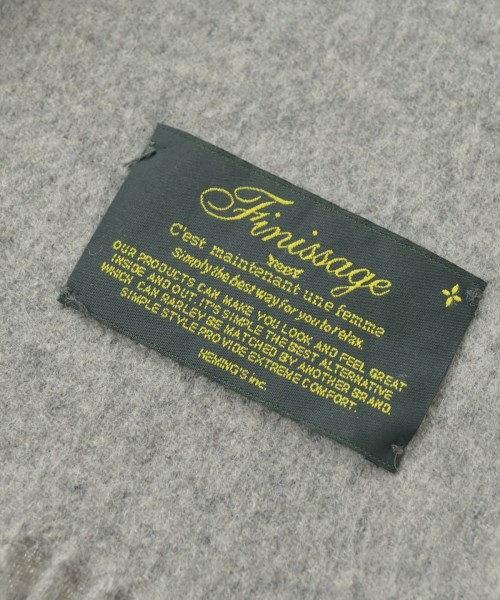 Finissage
C'est maintenant une femme
Simply the best way for you to relax.
OUR PRODUCTS CAN MAKE YOU LOOK AND FEEL GREAT
INSIDE AND OUT. IT'S SIMPLE THE BEST ALTERNATIVE
WHICH CAN RARLEY BE MATCHED BY ANOTHER BRAND.
SIMPLE STYLE PROVIDE EXTREME COMFORT.
HEMING'S inc.